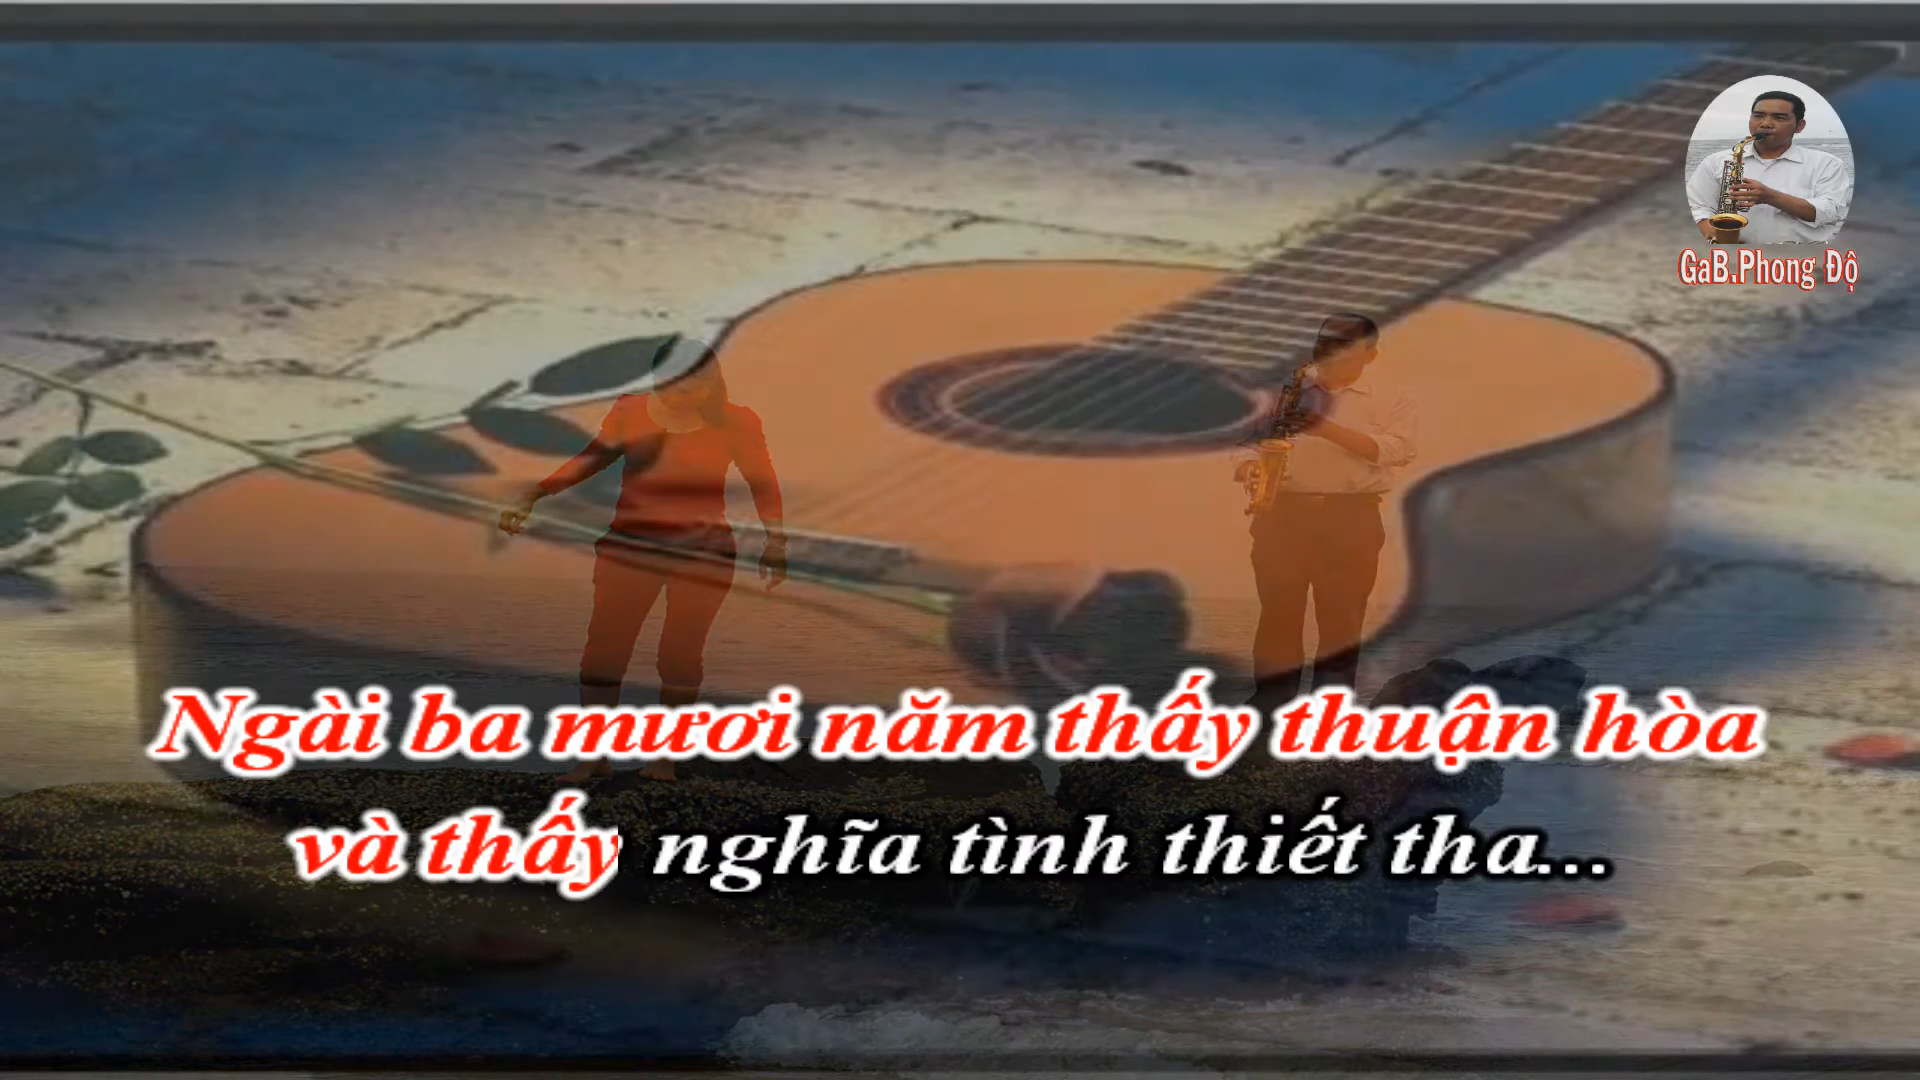 GaB.Phong Độ
Ngài ba mươi năm thấy thuận hòa
và thấy nghĩa tình thiết tha...